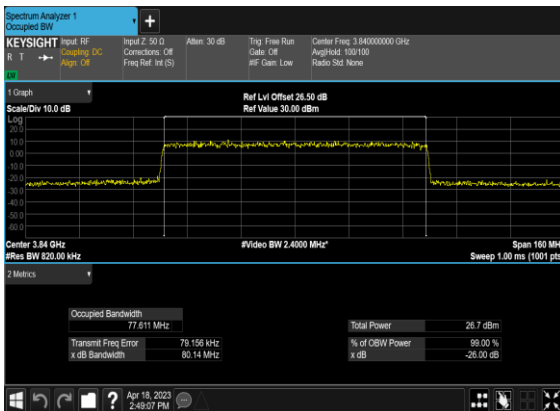 Spectrum Analyzer 1
Occupied BW
+
KEYSIGHT
R T
LV
Input: RF
Coupling: DC
Align: Off
Input Z: 50 Ω
Corrections: Off
Freq Ref: Int (S)
Atten: 30 dB
Trig: Free Run
Gate: Off
#IF Gain: Low
Center Freq: 3.840000000 GHz
Avg|Hold: 100/100
Radio Std: None
1 Graph
Scale/Div 10.0 dB
Ref Lvl Offset 26.50 dB
Ref Value 30.00 dBm
Log
20.0
10.0
0.00
-10.0
-20.0
-30.0
-40.0
-50.0
-60.0
Center 3.84 GHz
#Res BW 820.00 kHz
#Video BW 2.4000 MHz*
Span 160 MH
Sweep 1.00 ms (1001 pts
2 Metrics
Occupied Bandwidth
77.611 MHz
Transmit Freq Error 79.156 kHz
x dB Bandwidth 80.14 MHz
Total Power 26.7 dBm
% of OBW Power 99.00 %
x dB -26.00 dB
?
Apr 18, 2023
2:49:07 PM